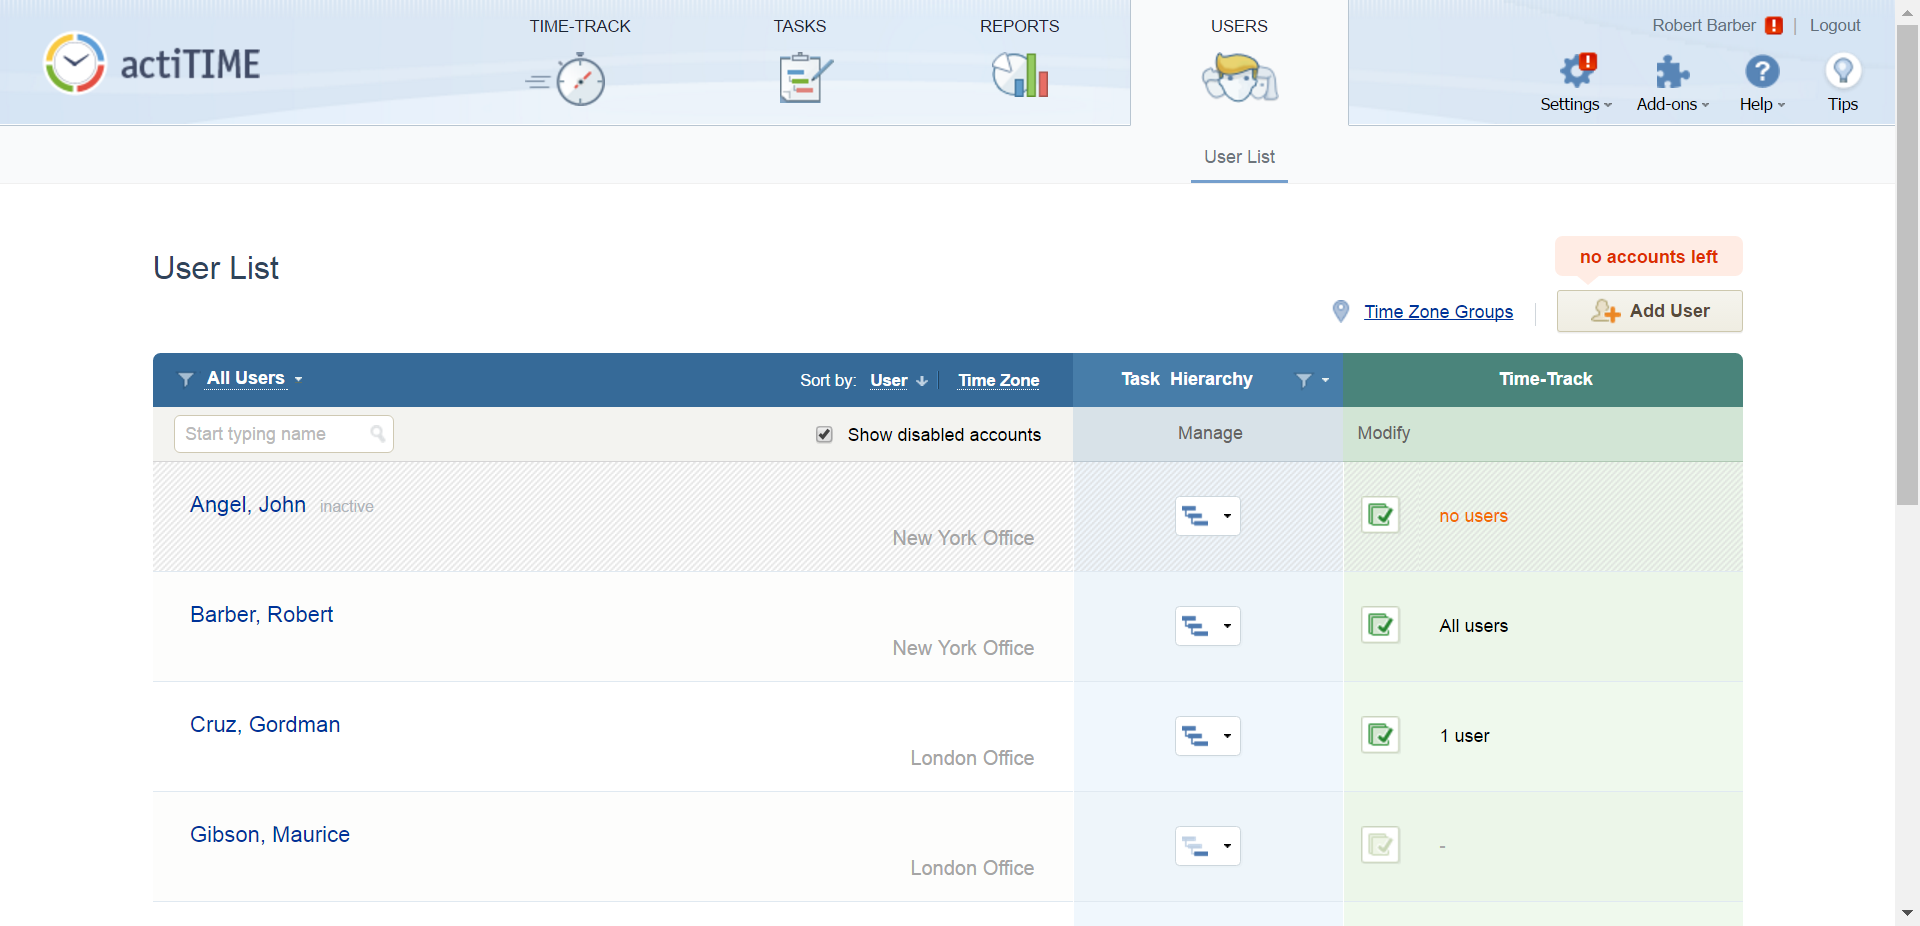 TIME-TRACK TASKS REPORTS USERS Robert Barber ! | Logout
actiTIME
Settings Add-ons Help Tips
User List
User List
no accounts left
Time Zone Groups Add User
All Users Sort by: User Time Zone Task Hierarchy Time-Track
Start typing name Show disabled accounts Manage Modify
Angel, John inactive
New York Office
no users
Barber, Robert
New York Office
All users
Cruz, Gordman
London Office
1 user
Gibson, Maurice
London Office
-